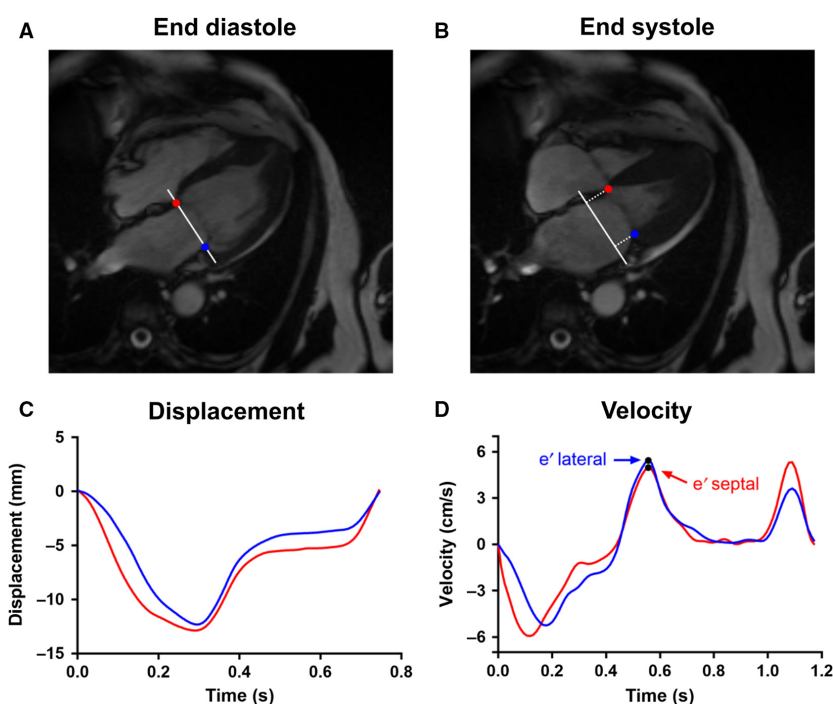 A
End diastole
B
End systole
C
Displacement
5
0
–5
–10
–15
Displacement (mm)
0.0
0.2
0.4
0.6
0.8
Time (s)
D
Velocity
6
3
0
–3
–6
Velocity (cm/s)
e′ lateral
e′ septal
0.0
0.2
0.4
0.6
0.8
1.0
1.2
Time (s)